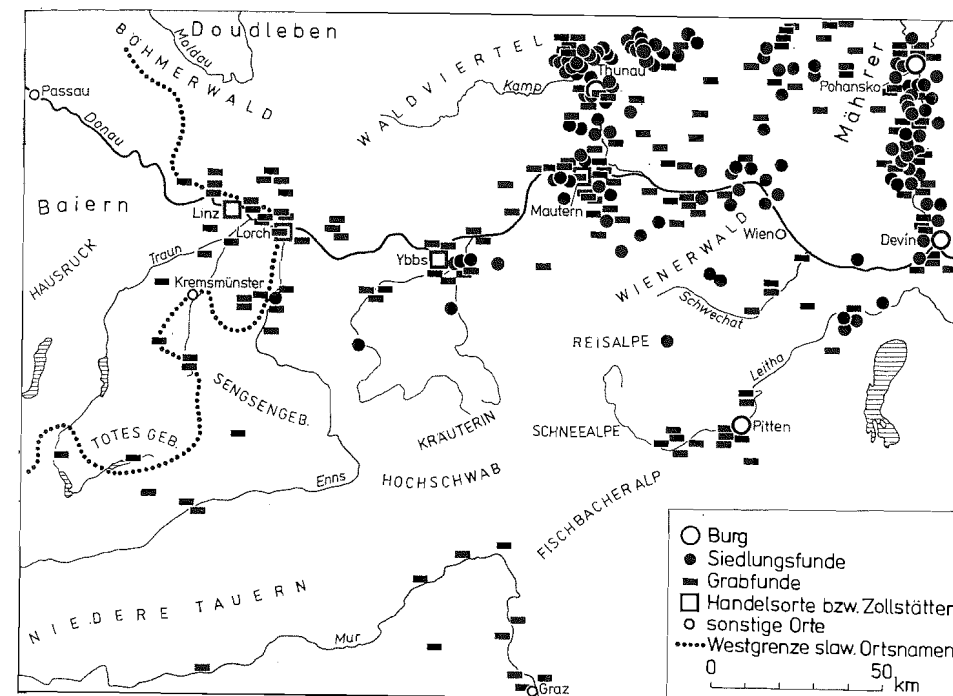 Doudleben
Moldau
BÖHMERWALD
Passau
Donau
Baiern
HAUSRUCK
Traun
Linz
Lorch
Kremsmünster
SENGSENGEB.
TOTES GEB.
Enns
NIEDERE TAUERN
Mur
Graz
WALDVIERTEL
Kamp
Thunau
Mautern
Ybbs
KRÄUTERIN
HOCHSCHWAB
Mährer
Pohansko
WIENERWALD
Wien
Devín
Schwechat
REISALPE
Leitha
SCHNEEALPE
Pitten
FISCHBACHER ALP
Burg
Siedlungsfunde
Grabfunde
Handelsorte bzw. Zollstätten
sonstige Orte
Westgrenze slaw. Ortsnamen
0 50
km